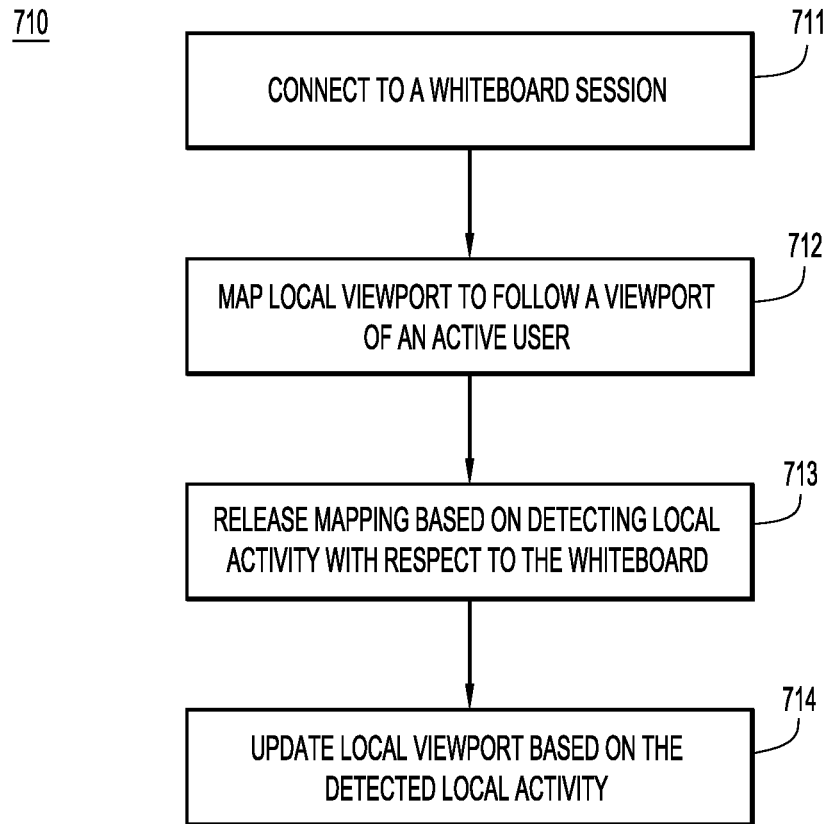 710
711
CONNECT TO A WHITEBOARD SESSION
712
MAP LOCAL VIEWPORT TO FOLLOW A VIEWPORT
OF AN ACTIVE USER
713
RELEASE MAPPING BASED ON DETECTING LOCAL
ACTIVITY WITH RESPECT TO THE WHITEBOARD
714
UPDATE LOCAL VIEWPORT BASED ON THE
DETECTED LOCAL ACTIVITY